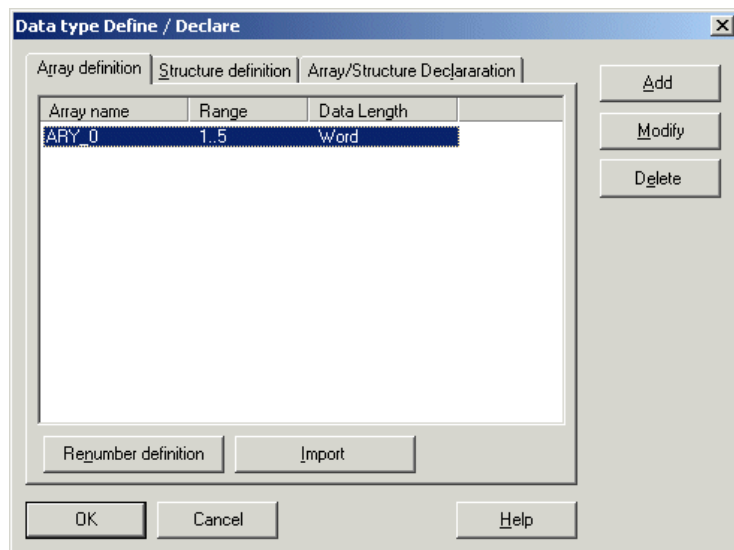 Data type Define / Declare
Array definition Structure definition Array/Structure Declararation
Add
Array name Range Data Length
ARY_0 1..5 Word
Modify
Delete
Renumber definition Import
OK Cancel Help